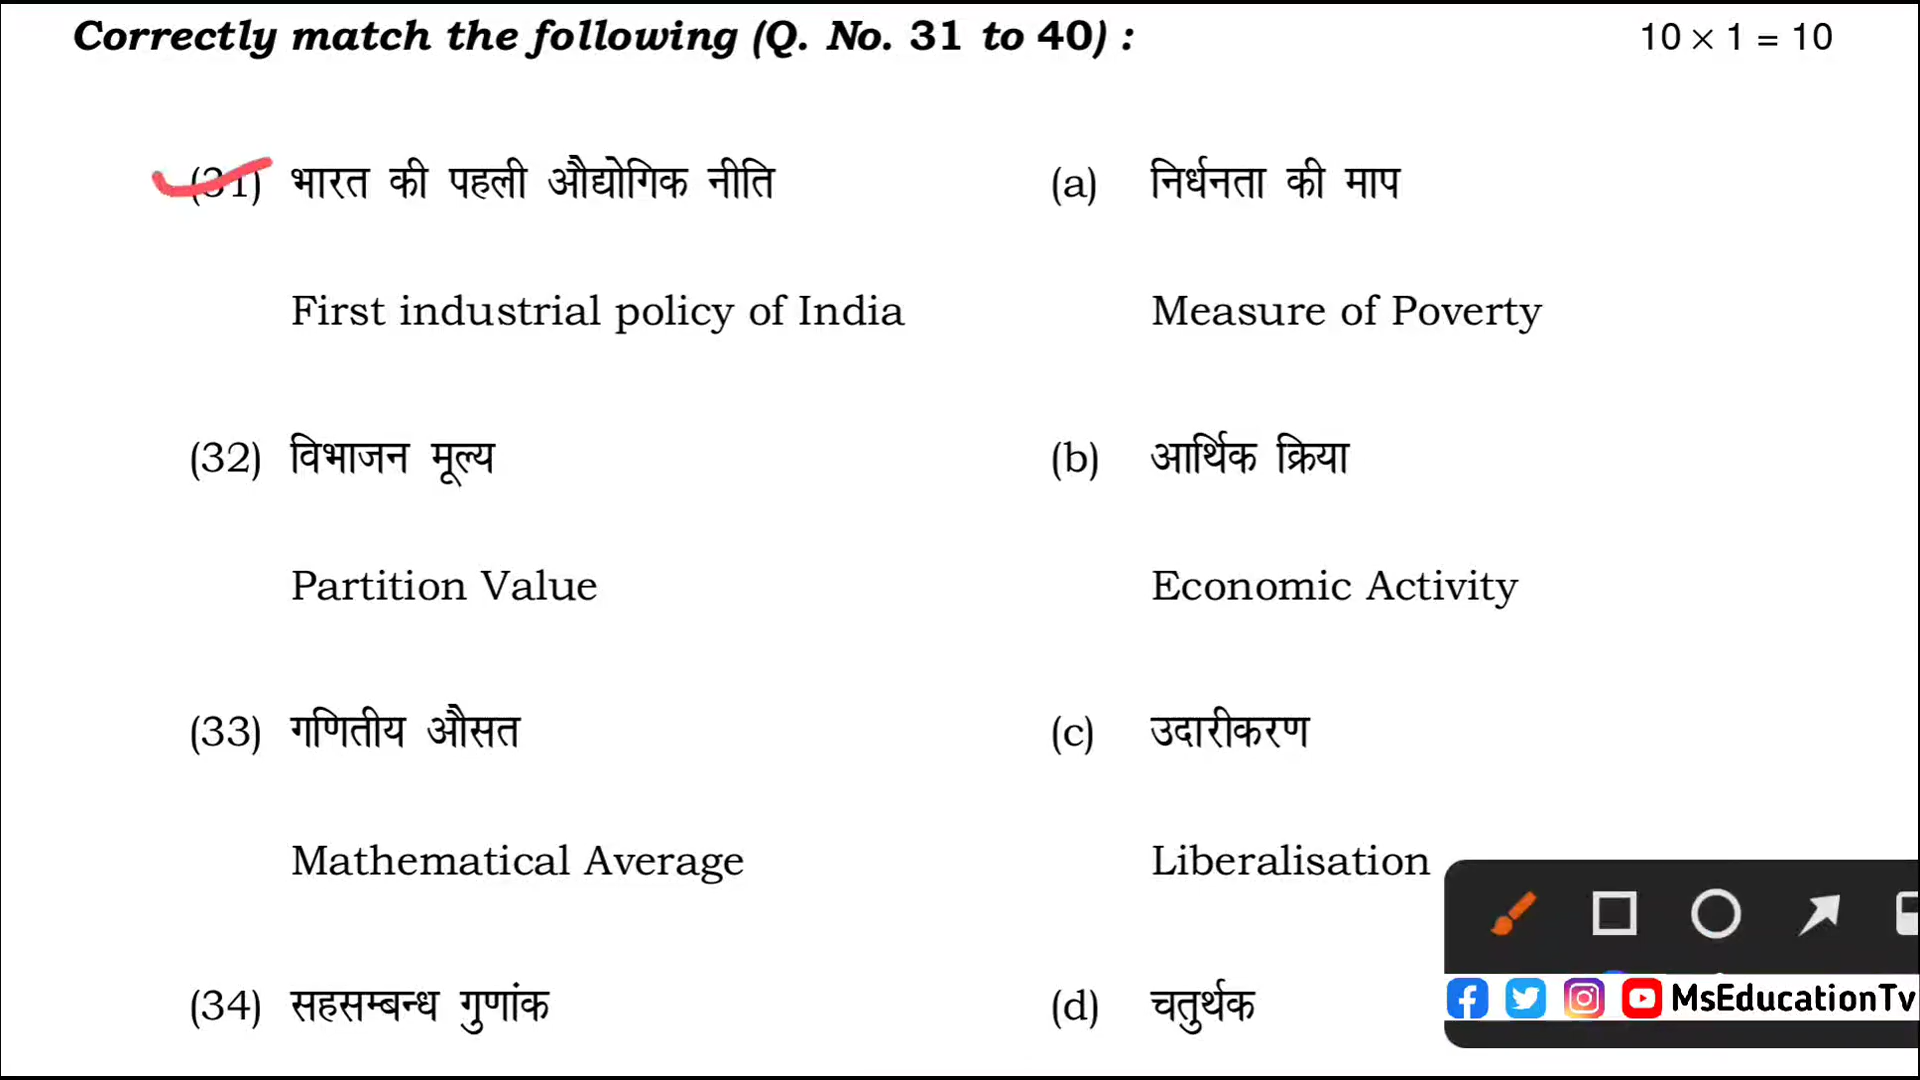 Correctly match the following (Q. No. 31 to 40) : 10 × 1 = 10
(31) भारत की पहली औद्योगिक नीति (a) निर्धनता की माप
First industrial policy of India Measure of Poverty
(32) विभाजन मूल्य (b) आर्थिक क्रिया
Partition Value Economic Activity
(33) गणितीय औसत (c) उदारीकरण
Mathematical Average Liberalisation
(34) सहसम्बन्ध गुणांक (d) चतुर्थक
MsEducationTv